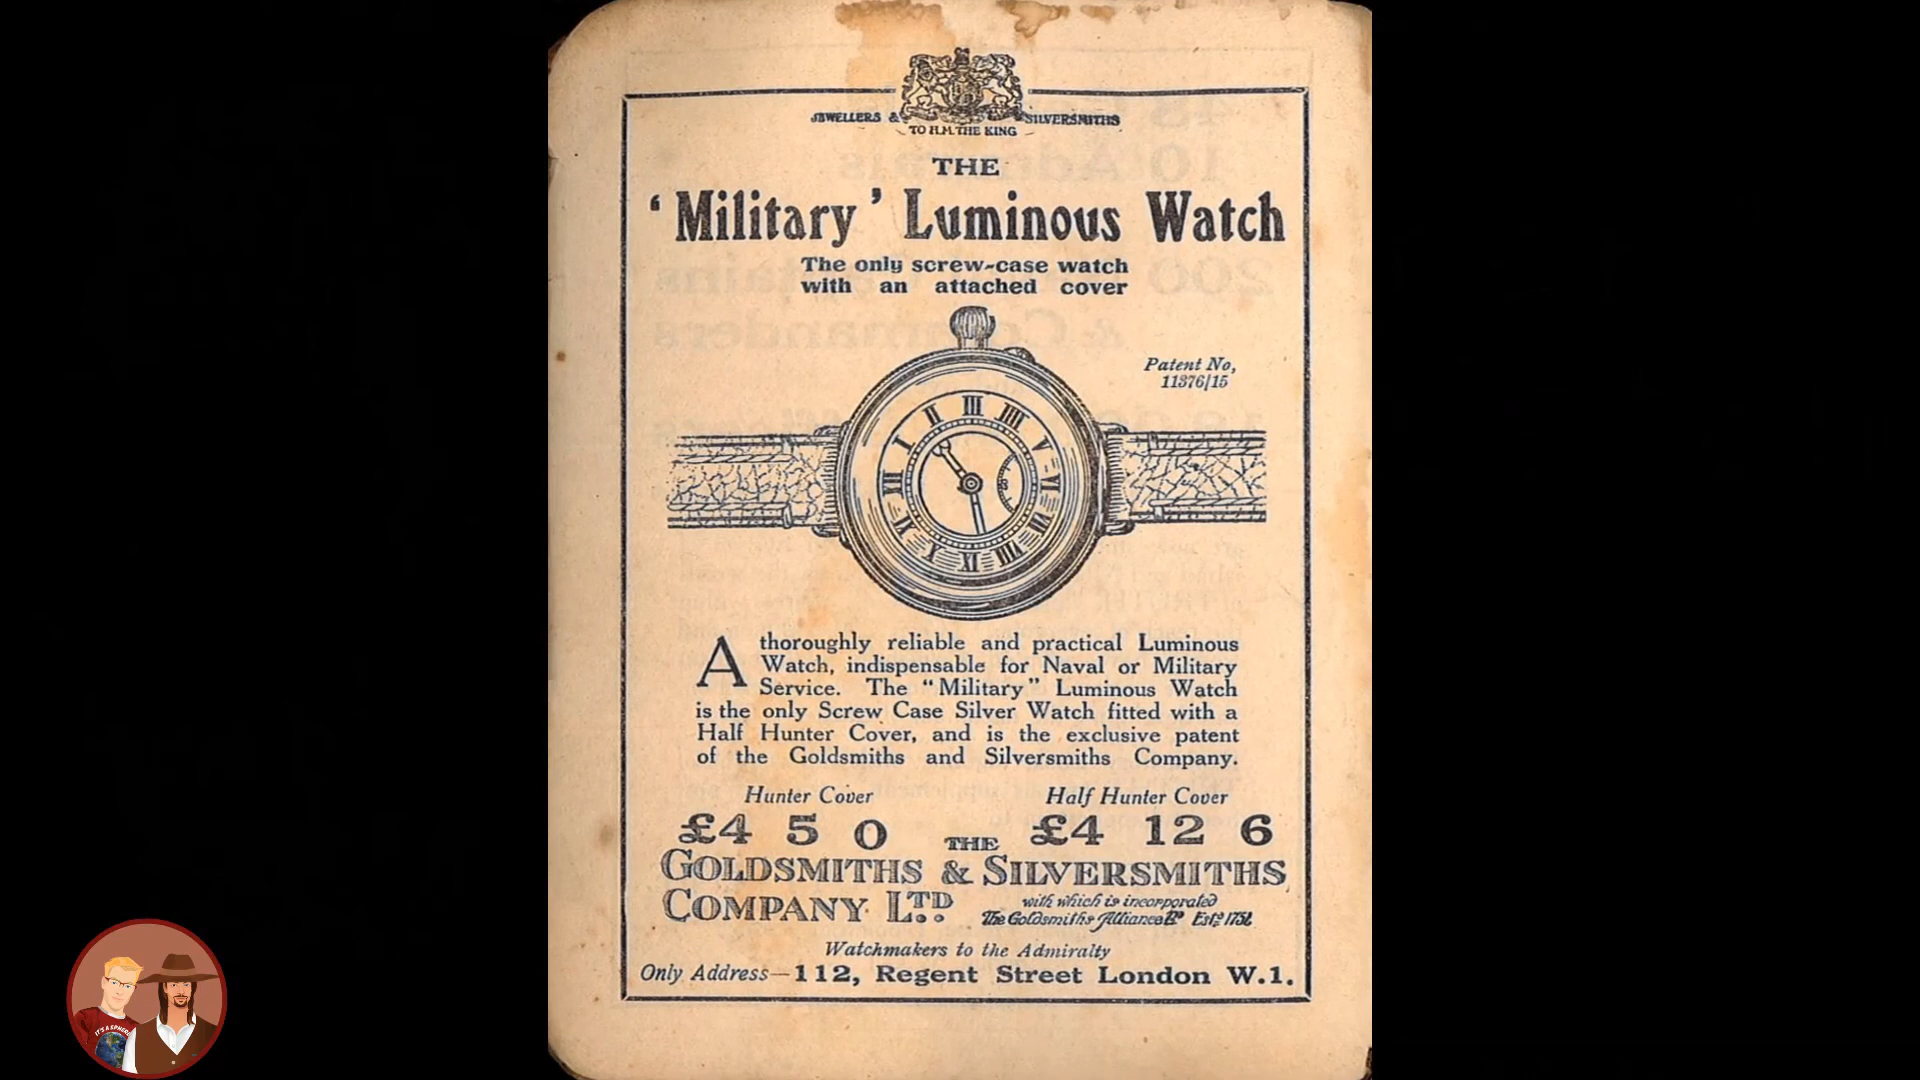 JEWELLERS & SILVERSMITHS
TO H.M. THE KING
THE
'Military' Luminous Watch
The only screw-case watch
with an attached cover
Patent No,
11376/15
A thoroughly reliable and practical Luminous
Watch, indispensable for Naval or Military
Service. The "Military" Luminous Watch
is the only Screw Case Silver Watch fitted with a
Half Hunter Cover, and is the exclusive patent
of the Goldsmiths and Silversmiths Company.
Hunter Cover Half Hunter Cover
£4 5 0 £4 12 6
THE
GOLDSMITHS & SILVERSMITHS
COMPANY LTD.
with which is incorporated
The Goldsmiths Alliance Ld Estd 1751
Watchmakers to the Admiralty
Only Address—112, Regent Street London W.1.
IT'S A SPHERE